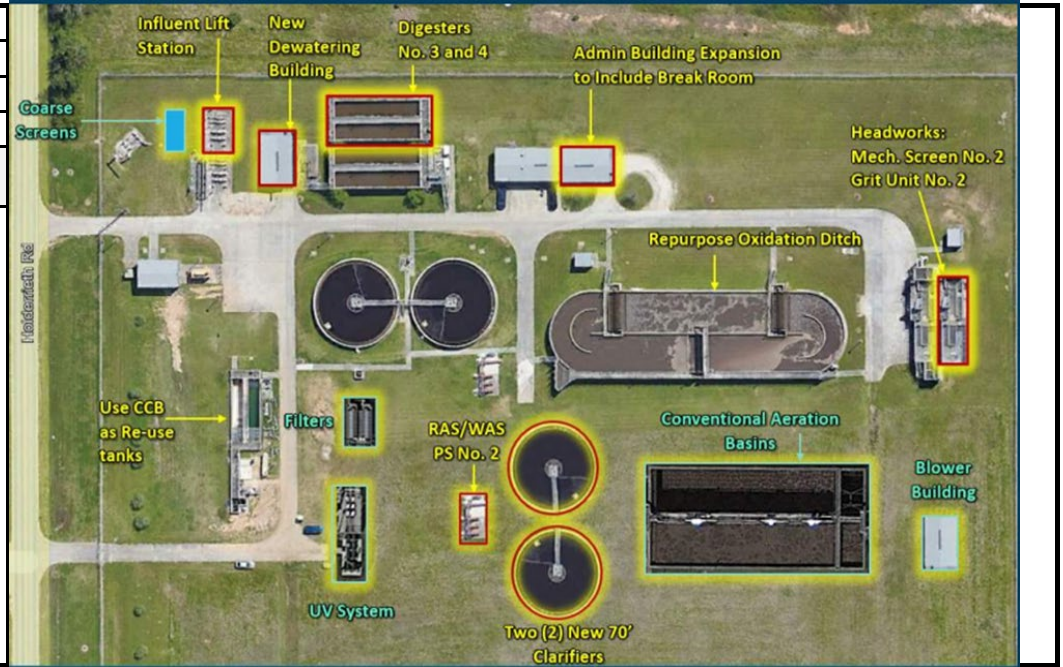 Influent Lift
Station
New
Dewatering
Building
Digesters
No. 3 and 4
Admin Building Expansion
to Include Break Room
Coarse
Screens
Headworks:
Mech. Screen No. 2
Grit Unit No. 2
Repurpose Oxidation Ditch
Holderrieth Rd
Use CCB
as Re-use
tanks
Filters
RAS/WAS
PS No. 2
Conventional Aeration
Basins
Blower
Building
UV System
Two (2) New 70’
Clarifiers